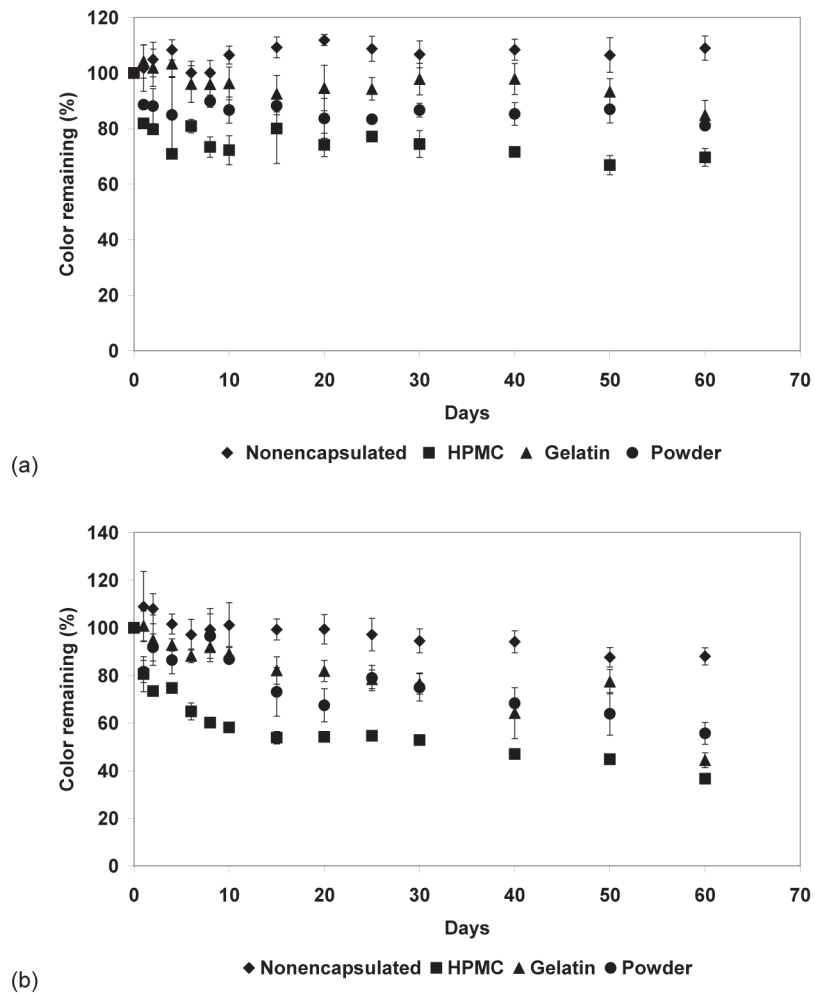 120
100
80
60
40
20
0
Color remaining (%)
0 10 20 30 40 50 60 70
Days
(a)
Nonencapsulated HPMC Gelatin Powder
140
120
100
80
60
40
20
0
Color remaining (%)
0 10 20 30 40 50 60 70
Days
(b)
Nonencapsulated HPMC Gelatin Powder